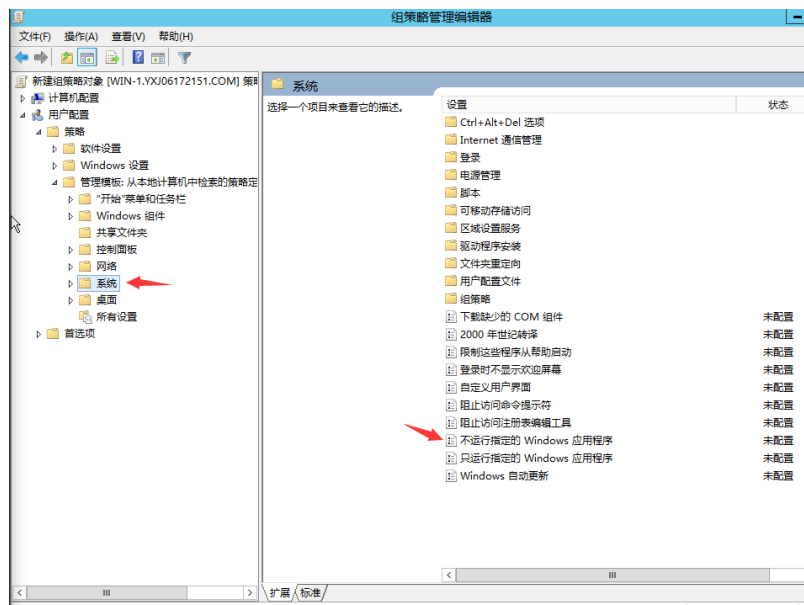 组策略管理编辑器
文件(F) 操作(A) 查看(V) 帮助(H)
新建组策略对象 [WIN-1.YXJ06172151.COM] 策
计算机配置
用户配置
策略
软件设置
Windows 设置
管理模板: 从本地计算机中检索的策略定
"开始"菜单和任务栏
Windows 组件
共享文件夹
控制面板
网络
系统
桌面
所有设置
首选项
系统
选择一个项目来查看它的描述。
设置 状态
Ctrl+Alt+Del 选项
Internet 通信管理
登录
电源管理
脚本
可移动存储访问
区域设置服务
驱动程序安装
文件夹重定向
用户配置文件
组策略
下载缺少的 COM 组件 未配置
2000 年世纪转译 未配置
限制这些程序从帮助启动 未配置
登录时不显示欢迎屏幕 未配置
自定义用户界面 未配置
阻止访问命令提示符 未配置
阻止访问注册表编辑工具 未配置
不运行指定的 Windows 应用程序 未配置
只运行指定的 Windows 应用程序 未配置
Windows 自动更新 未配置
扩展 标准